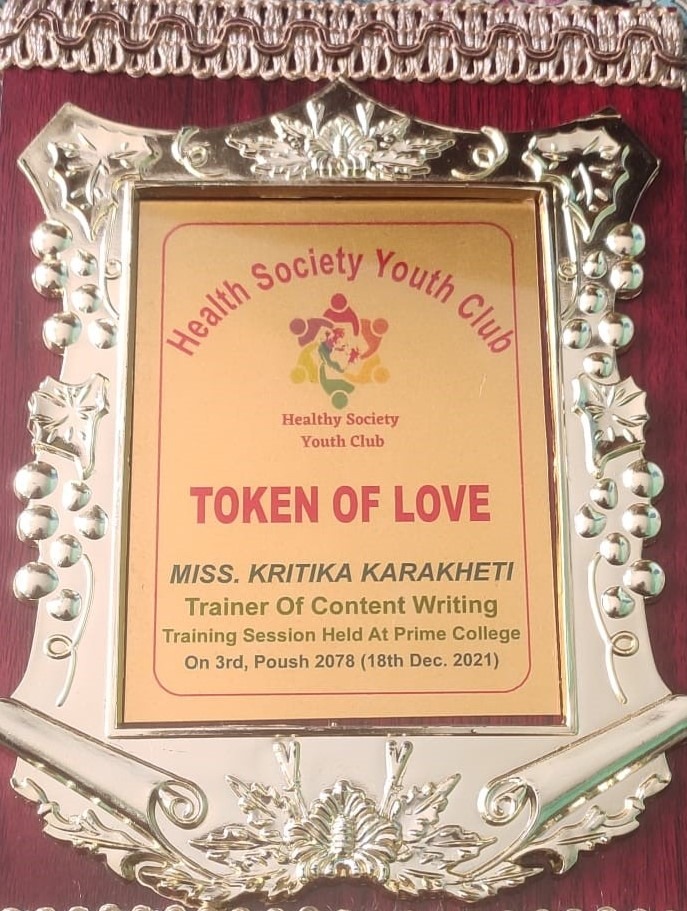 Health Society Youth Club
Healthy Society
Youth Club
TOKEN OF LOVE
MISS. KRITIKA KARAKHETI
Trainer Of Content Writing
Training Session Held At Prime College
On 3rd, Poush 2078 (18th Dec. 2021)